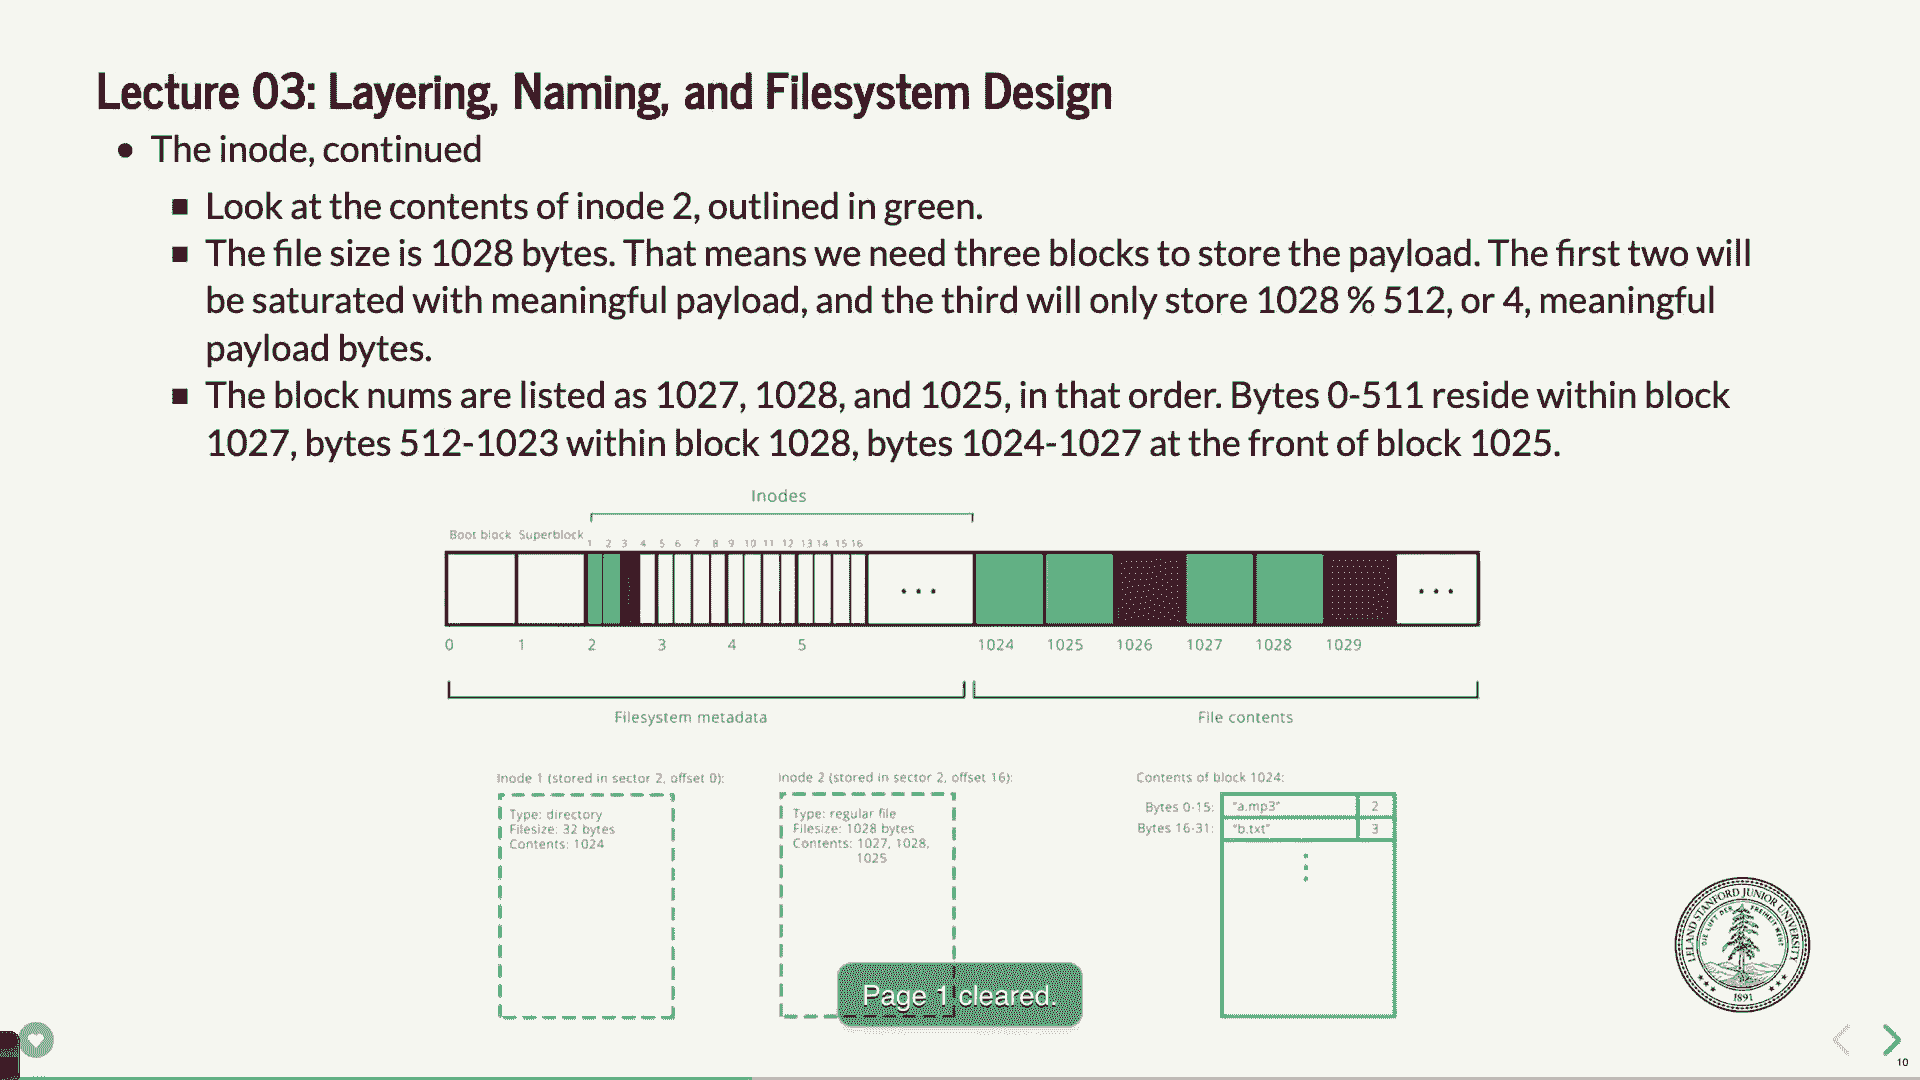 Lecture 03: Layering, Naming, and Filesystem Design
The inode, continued
Look at the contents of inode 2, outlined in green.
The file size is 1028 bytes. That means we need three blocks to store the payload. The first two will
be saturated with meaningful payload, and the third will only store 1028 % 512, or 4, meaningful
payload bytes.
The block nums are listed as 1027, 1028, and 1025, in that order. Bytes 0-511 reside within block
1027, bytes 512-1023 within block 1028, bytes 1024-1027 at the front of block 1025.
Inodes
Boot block Superblock
1 2 3 4 5 6 7 8 9 10 11 12 13 14 15 16
... ...
0 1 2 3 4 5 1024 1025 1026 1027 1028 1029
Filesystem metadata File contents
Inode 1 (stored in sector 2, offset 0):
Type: directory
Filesize: 32 bytes
Contents: 1024
Inode 2 (stored in sector 2, offset 16):
Type: regular file
Filesize: 1028 bytes
Contents: 1027, 1028,
1025
Contents of block 1024:
Bytes 0-15: "a.mp3" 2
Bytes 16-31: "b.txt" 3
Page 1 cleared.
LELAND STANFORD JUNIOR UNIVERSITY
DIE LUFT DER FREIHEIT WEHT
1891
10